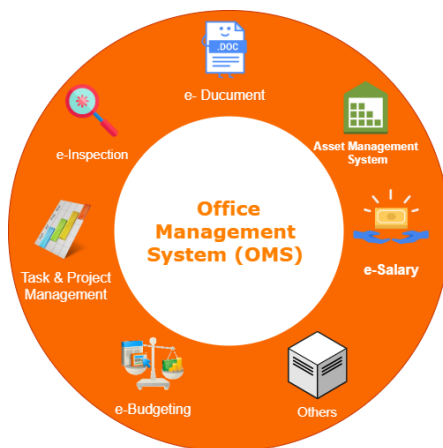 .DOC
e- Ducument
Asset Management
System
e-Salary
Others
e-Budgeting
Task & Project
Management
e-Inspection
Office
Management
System (OMS)